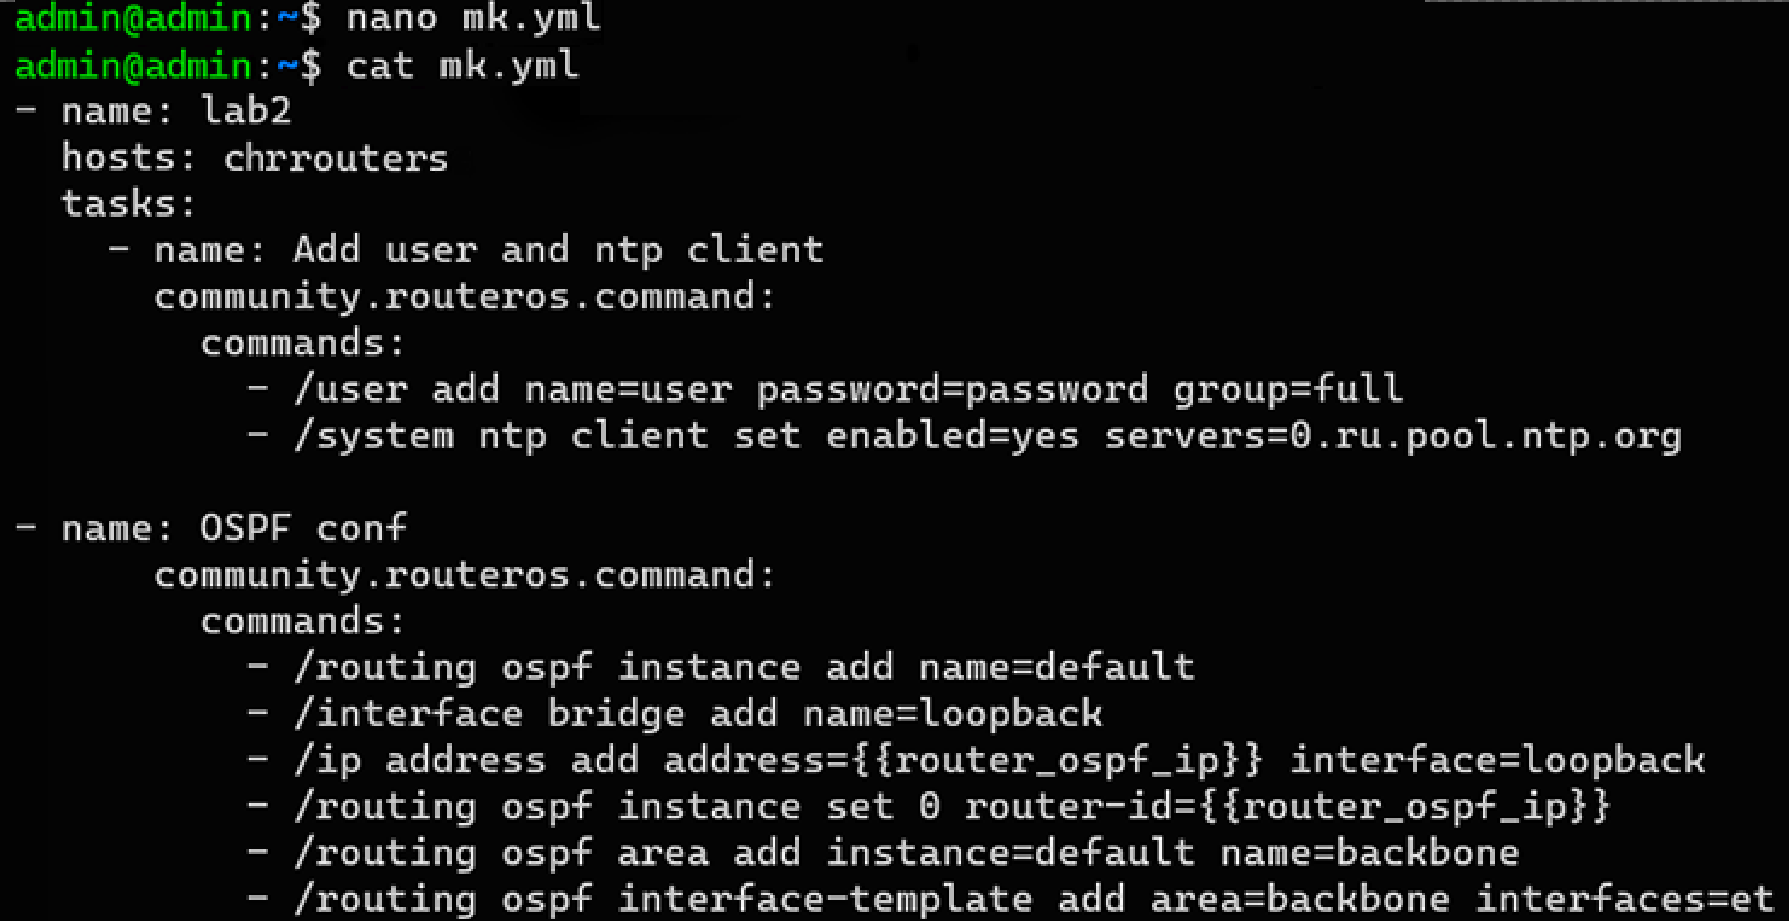 admin@admin:~$ nano mk.yml
admin@admin:~$ cat mk.yml
- name: lab2
  hosts: chrrouters
  tasks:
    - name: Add user and ntp client
      community.routeros.command:
        commands:
          - /user add name=user password=password group=full
          - /system ntp client set enabled=yes servers=0.ru.pool.ntp.org

- name: OSPF conf
      community.routeros.command:
        commands:
          - /routing ospf instance add name=default
          - /interface bridge add name=loopback
          - /ip address add address={{router_ospf_ip}} interface=loopback
          - /routing ospf instance set 0 router-id={{router_ospf_ip}}
          - /routing ospf area add instance=default name=backbone
          - /routing ospf interface-template add area=backbone interfaces=et